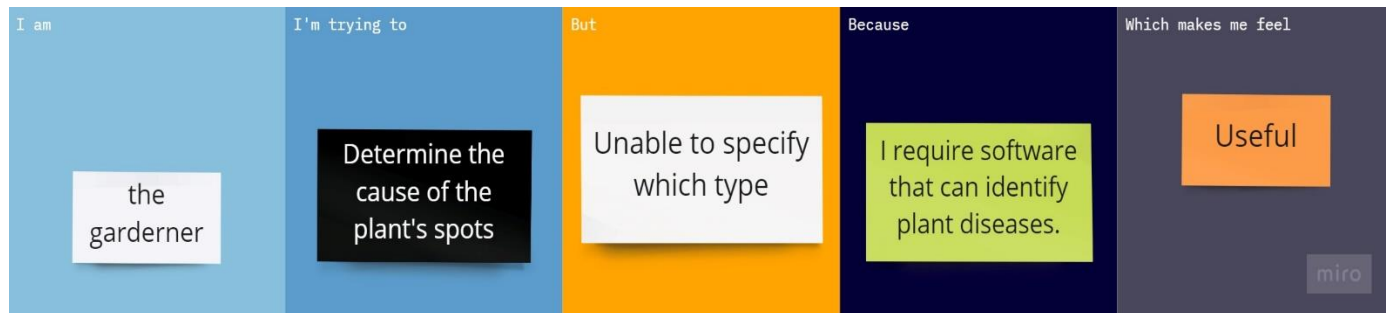 I am
the
garderner
I'm trying to
Determine the
cause of the
plant's spots
But
Unable to specify
which type
Because
I require software
that can identify
plant diseases.
Which makes me feel
Useful
miro